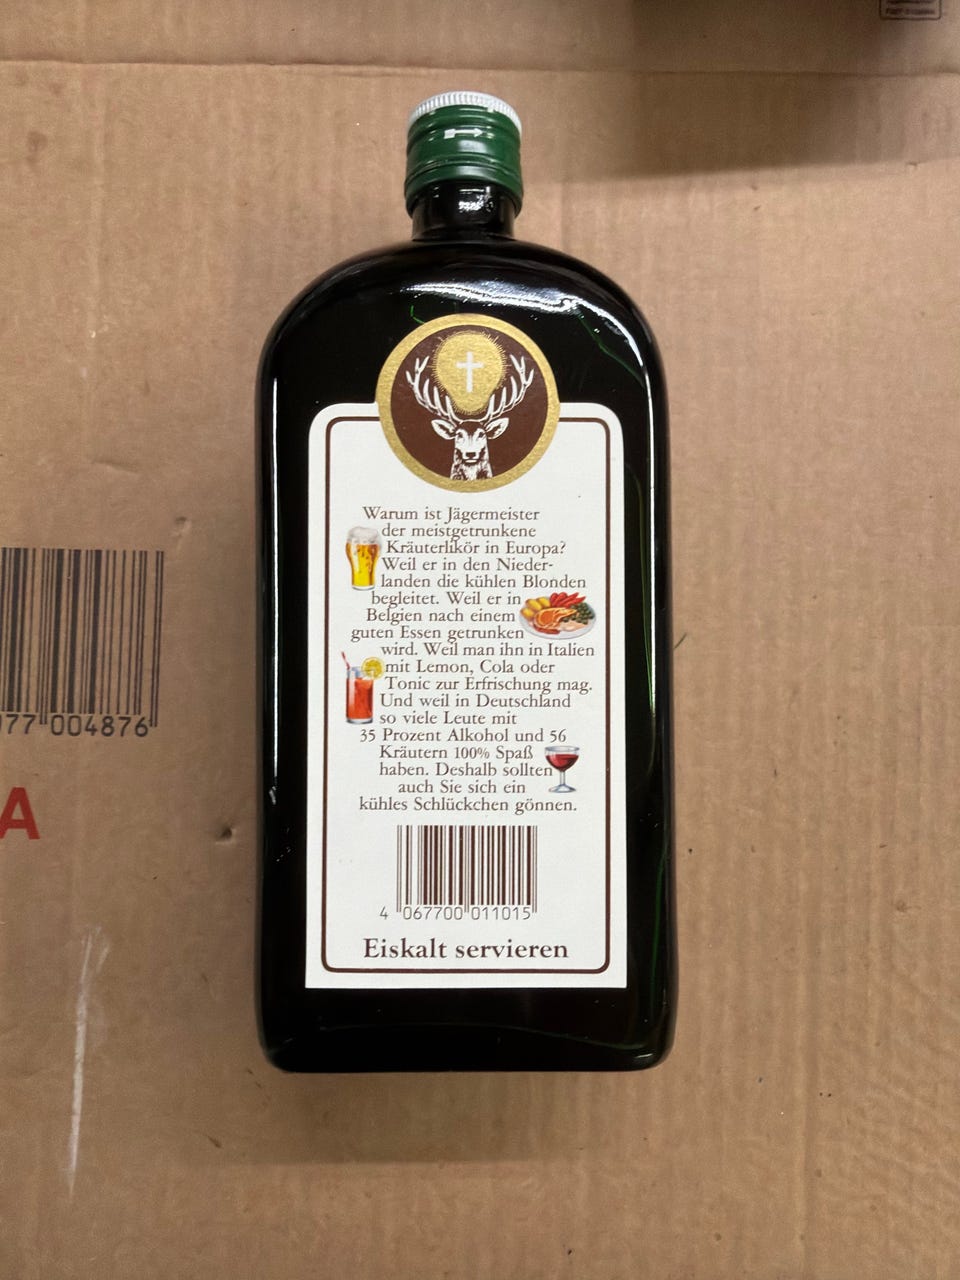 Warum ist Jägermeister
der meistgetrunkene
Kräuterlikör in Europa?
Weil er in den Nieder-
landen die kühlen Blonden
begleitet. Weil er in
Belgien nach einem
guten Essen getrunken
wird. Weil man ihn in Italien
mit Lemon, Cola oder
Tonic zur Erfrischung mag.
Und weil in Deutschland
so viele Leute mit
35 Prozent Alkohol und 56
Kräutern 100% Spaß
haben. Deshalb sollten
auch Sie sich ein
kühles Schlückchen gönnen.
4 067700 011015
Eiskalt servieren
77 004876
A